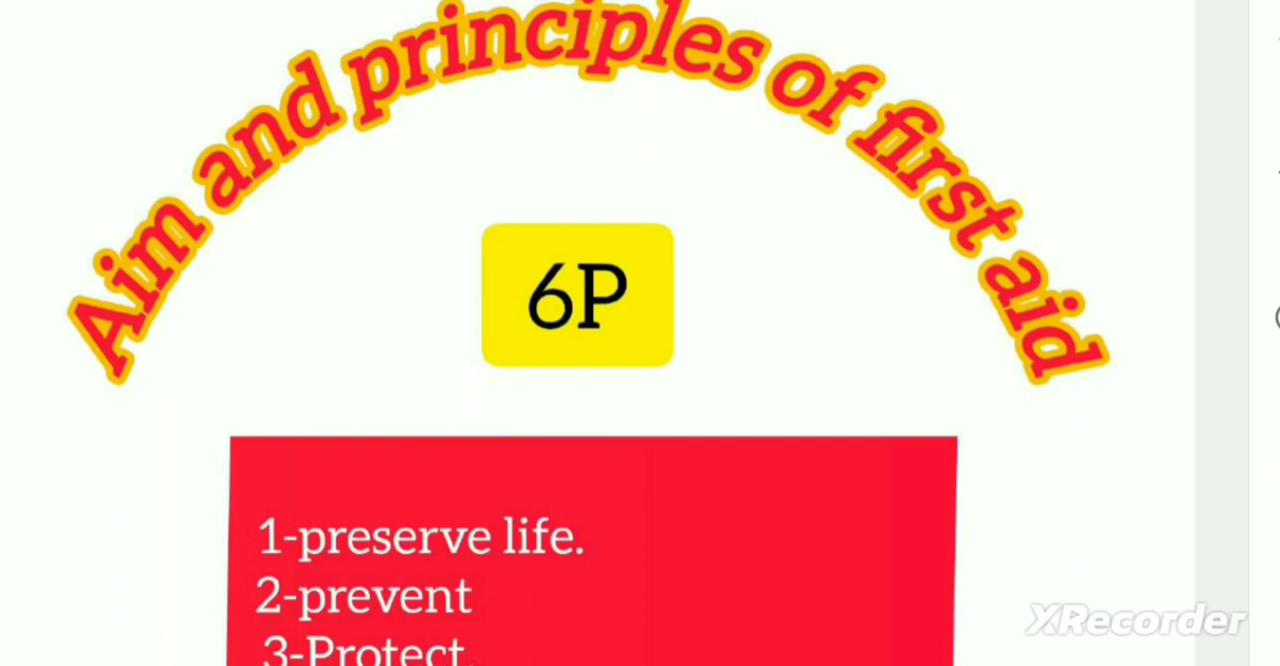 Aim and principles of first aid
6P
1-preserve life.
2-prevent
3-Protect.
XRecorder